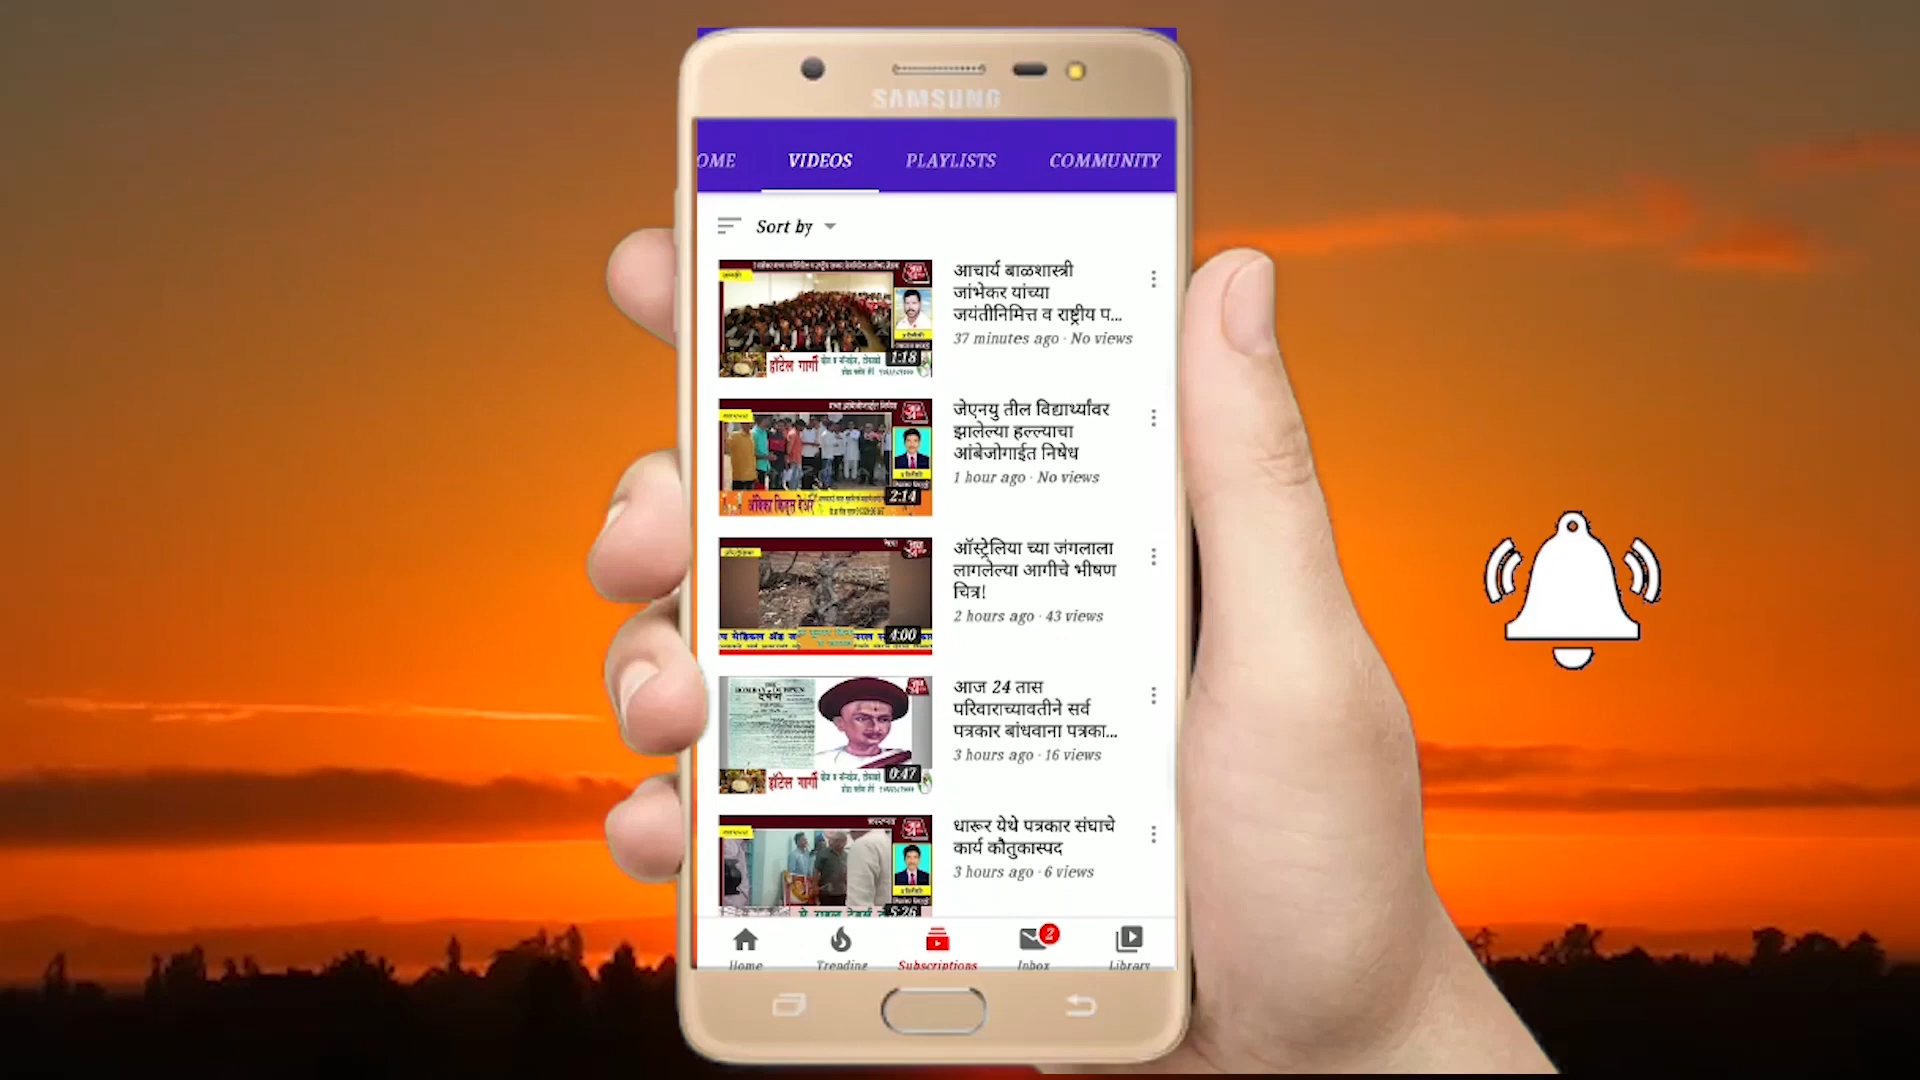 SAMSUNG
OME VIDEOS PLAYLISTS COMMUNITY
Sort by
आचार्य बाळशास्त्री
जांभेकर यांच्या
जयंतीनिमित्त व राष्ट्रीय प...
37 minutes ago · No views
हॉटेल गार्गी
1:18
जेएनयु तील विद्यार्थ्यांवर
झालेल्या हल्ल्याचा
आंबेजोगाईत निषेध
1 hour ago · No views
अंबिका किड्स वेअर
2:14
ऑस्ट्रेलिया च्या जंगलाला
लागलेल्या आगीचे भीषण
चित्र!
2 hours ago · 43 views
4:00
आज 24 तास
परिवाराच्यावतीने सर्व
पत्रकार बांधवाना पत्रका...
3 hours ago · 16 views
हॉटेल गार्गी
0:47
धारूर येथे पत्रकार संघाचे
कार्य कौतुकास्पद
3 hours ago · 6 views
5:26
2
Home Trending Subscriptions Inbox Library